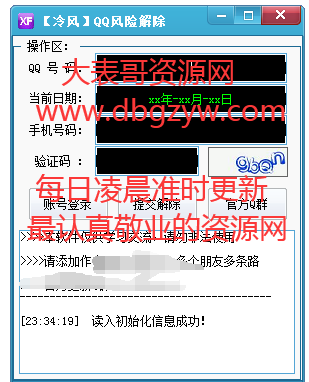 XF 【冷风】QQ风险解除
操作区:
QQ 号 码:
大表哥资源网
当前日期: xx年-xx月-xx日
www.dbgzyw.com
手机号码:
验证码 :
每日凌晨准时更新
账号登录 提交解除 官方Q群
最认真敬业的资源网
>>>>本软件仅供学习交流 请勿非法使用
>>>>请添加作 多个朋友多条路
[23:34:19] 读入初始化信息成功!